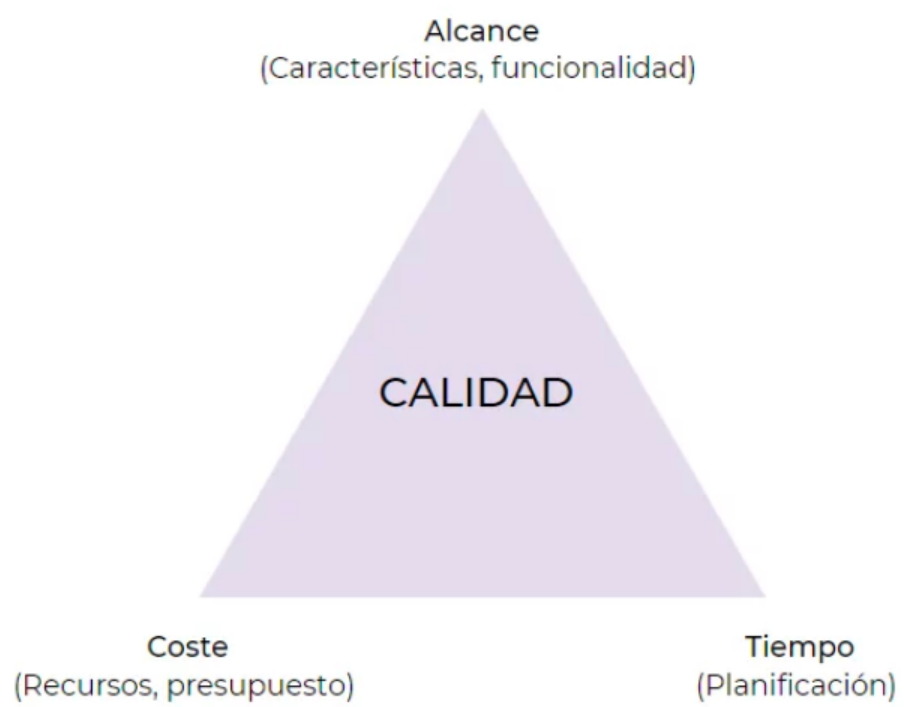 Alcance
(Características, funcionalidad)
CALIDAD
Coste
(Recursos, presupuesto)
Tiempo
(Planificación)